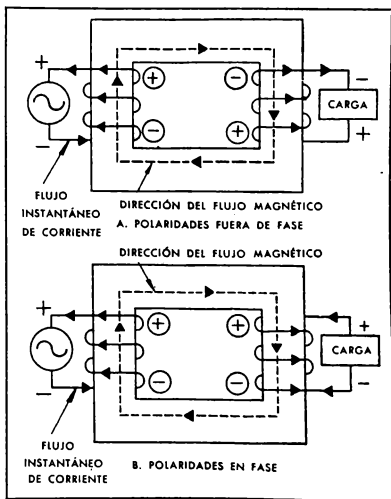 +
+
−
−
CARGA
−
−
+
+
FLUJO
INSTANTÁNEO
DE CORRIENTE
DIRECCIÓN DEL FLUJO MAGNÉTICO
A. POLARIDADES FUERA DE FASE
DIRECCIÓN DEL FLUJO MAGNÉTICO
+
+
+
+
CARGA
−
−
−
−
FLUJO
INSTANTÁNEO
DE CORRIENTE
B. POLARIDADES EN FASE